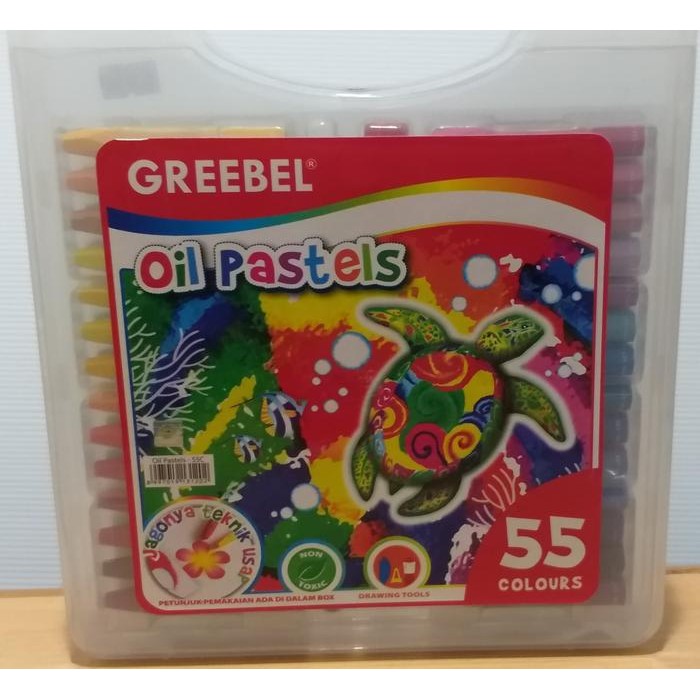 GREEBEL®
Oil Pastels
Oil Pastels - 55C
Jagonya teknik usap
NON
TOXIC
PETUNJUK PEMAKAIAN ADA DI DALAM BOX
DRAWING TOOLS
55
COLOURS